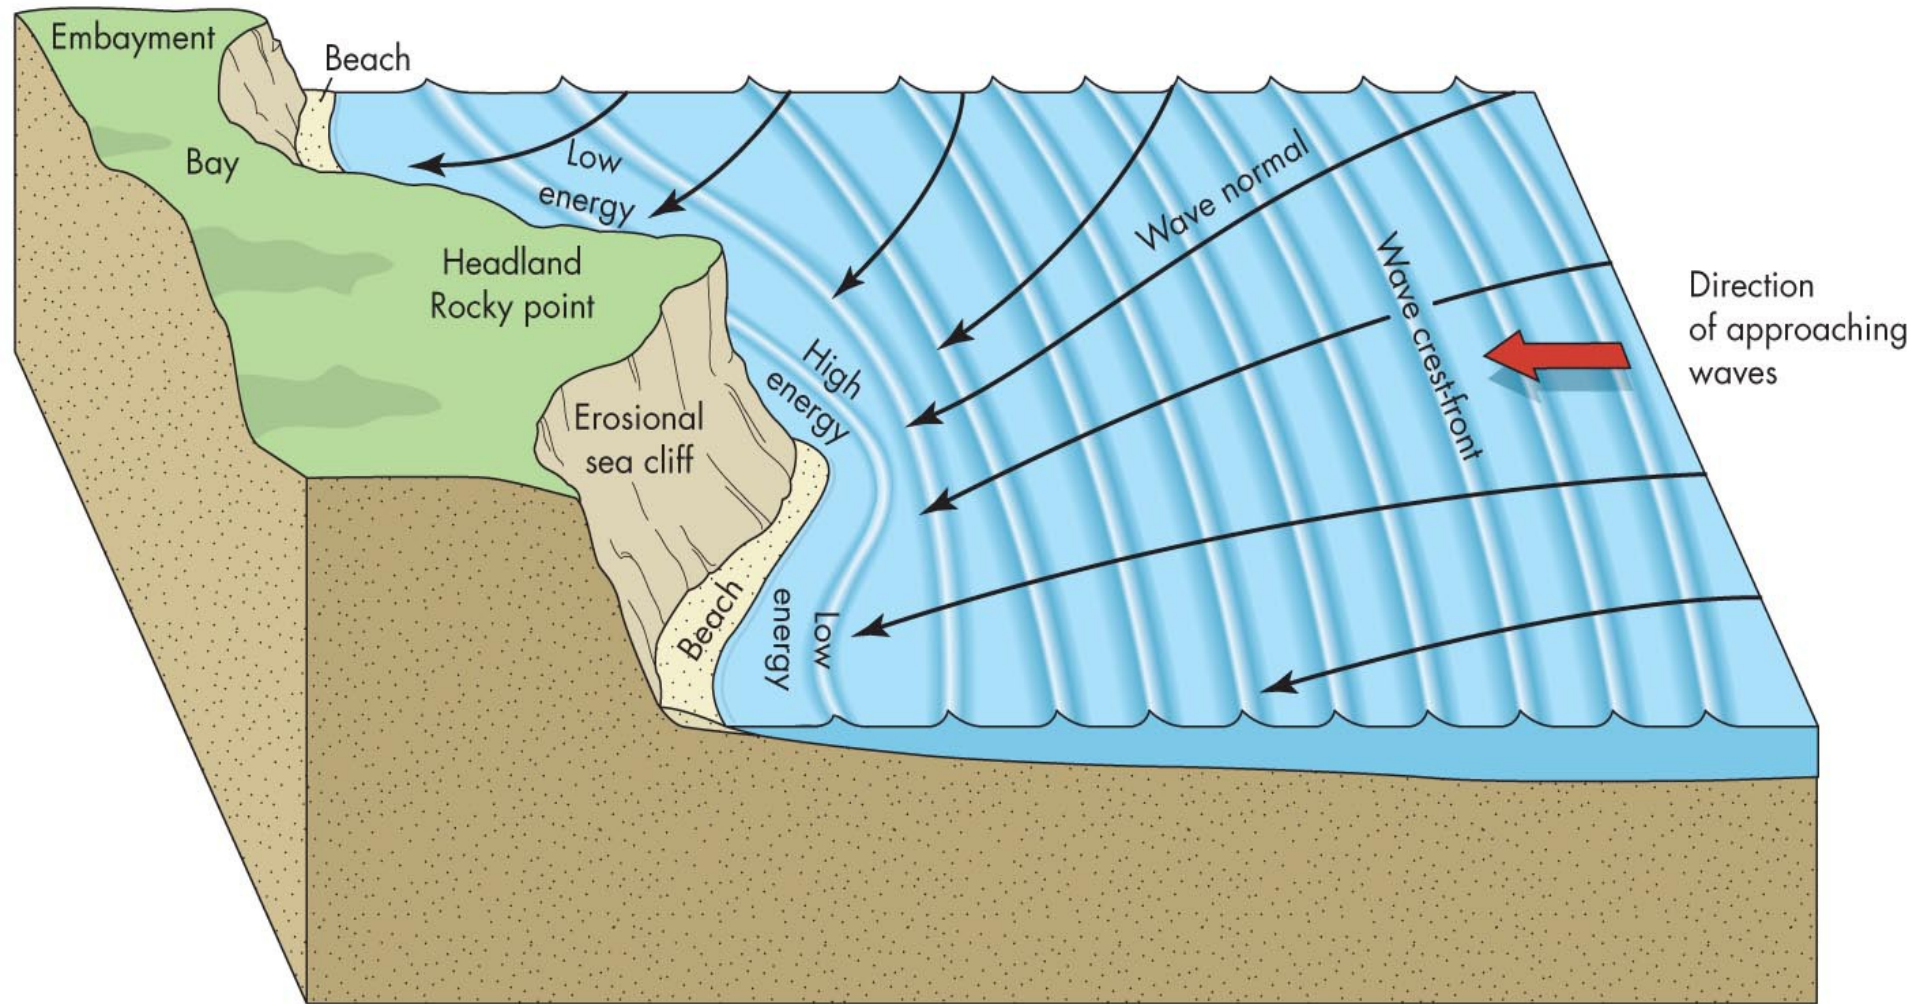 Embayment
Beach
Bay
Low
energy
Wave normal
Headland
Rocky point
High
energy
Wave crest-front
Direction
of approaching
waves
Erosional
sea cliff
Beach
Low
energy